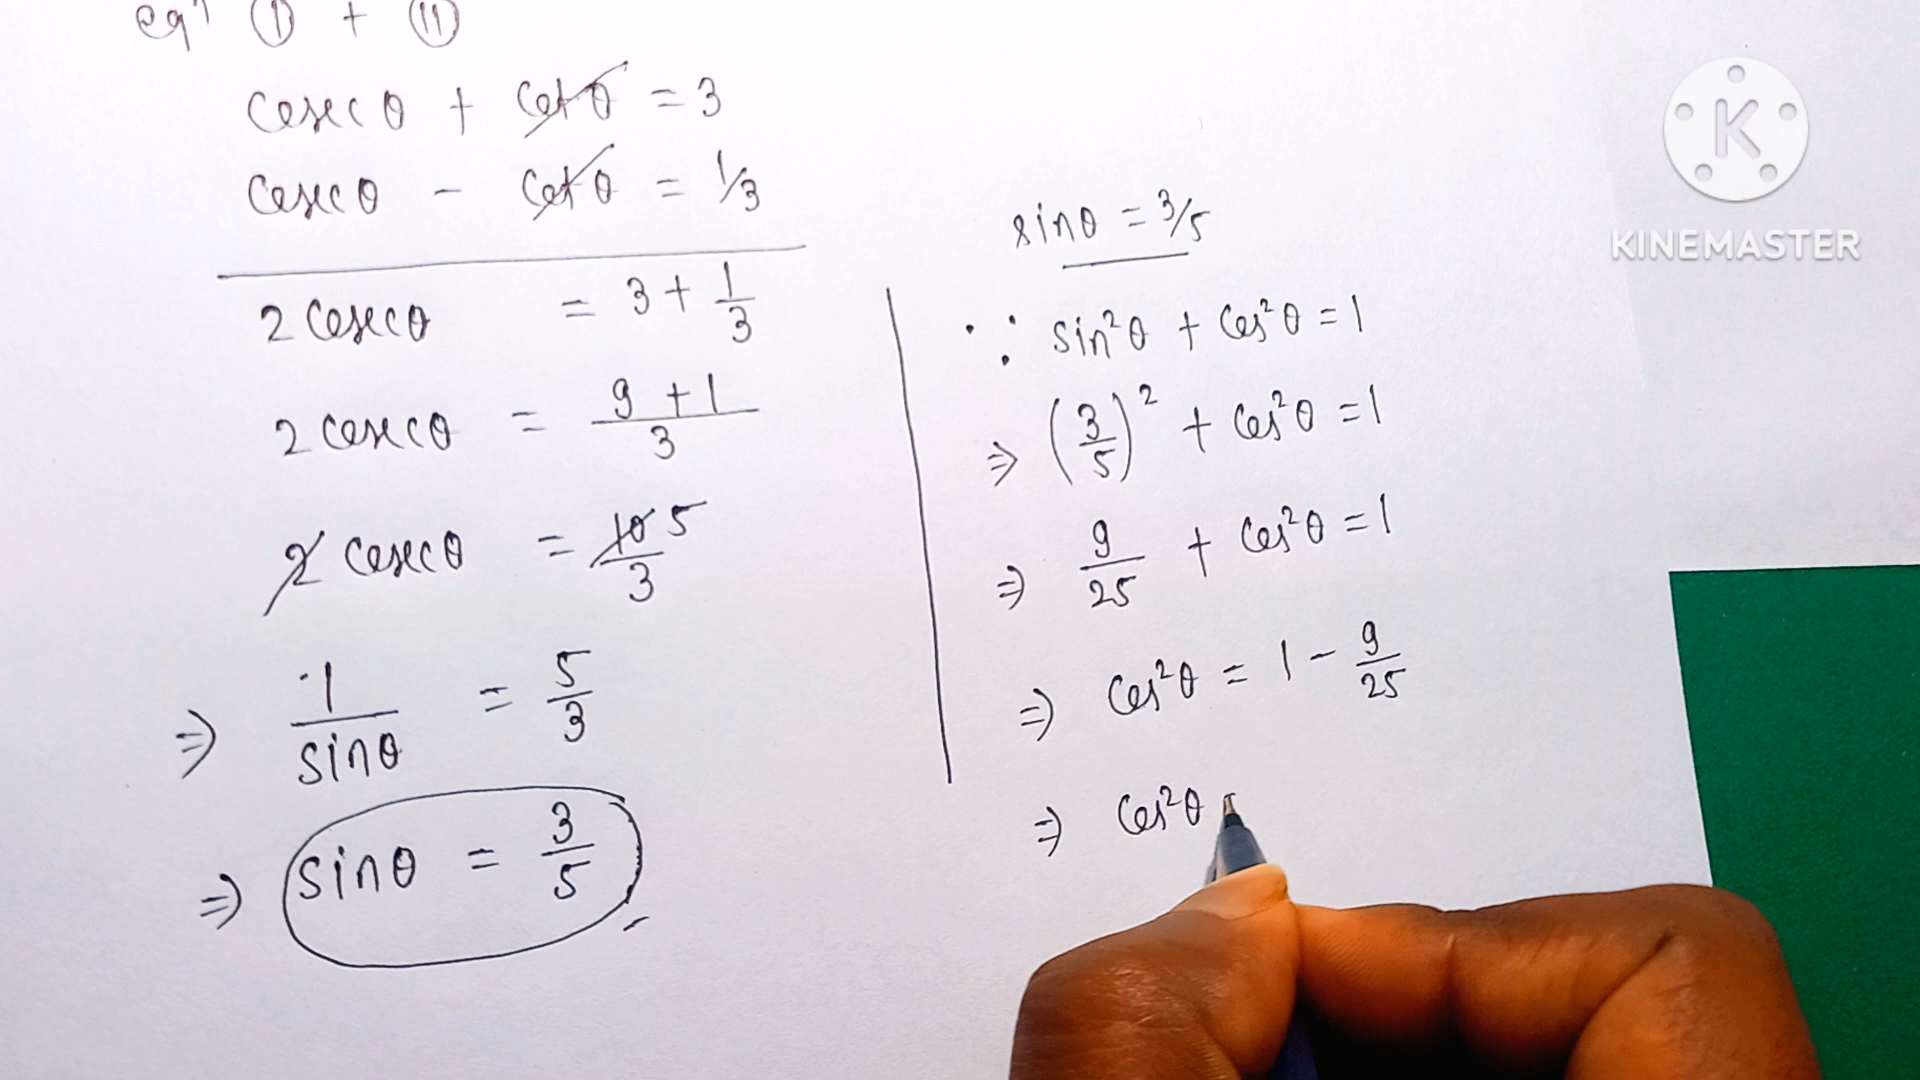 eqⁿ (I) + (II)
cosec θ + cot θ = 3
cosec θ - cot θ = 1/3
2 cosec θ = 3 + 1/3
2 cosec θ = (9 + 1)/3
2 cosec θ = 10/3 5
⇒ 1/sin θ = 5/3
⇒ sin θ = 3/5
sin θ = 3/5
∵ sin²θ + cos²θ = 1
⇒ (3/5)² + cos²θ = 1
⇒ 9/25 + cos²θ = 1
⇒ cos²θ = 1 - 9/25
⇒ cos²θ
K
KINEMASTER